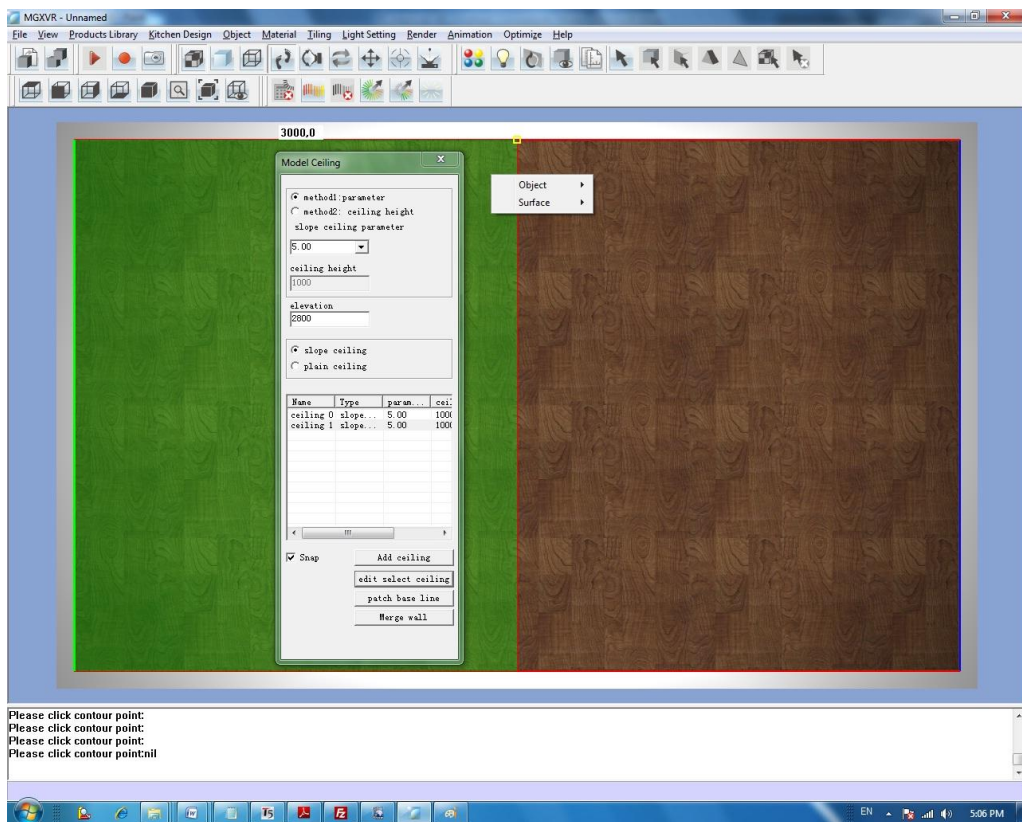 MGXVR - Unnamed
File View Products Library Kitchen Design Object Material Tiling Light Setting Render Animation Optimize Help
3000,0
Model Ceiling
Object
Surface
method1:parameter
method2: ceiling height
slope ceiling parameter
5.00
ceiling height
1000
elevation
2800
slope ceiling
plain ceiling
Name Type param... ceil
ceiling 0 slope... 5.00 1000
ceiling 1 slope... 5.00 1000
Snap Add ceiling
edit select ceiling
patch base line
Merge wall
Please click contour point:
Please click contour point:
Please click contour point:
Please click contour point:nil
EN 5:06 PM